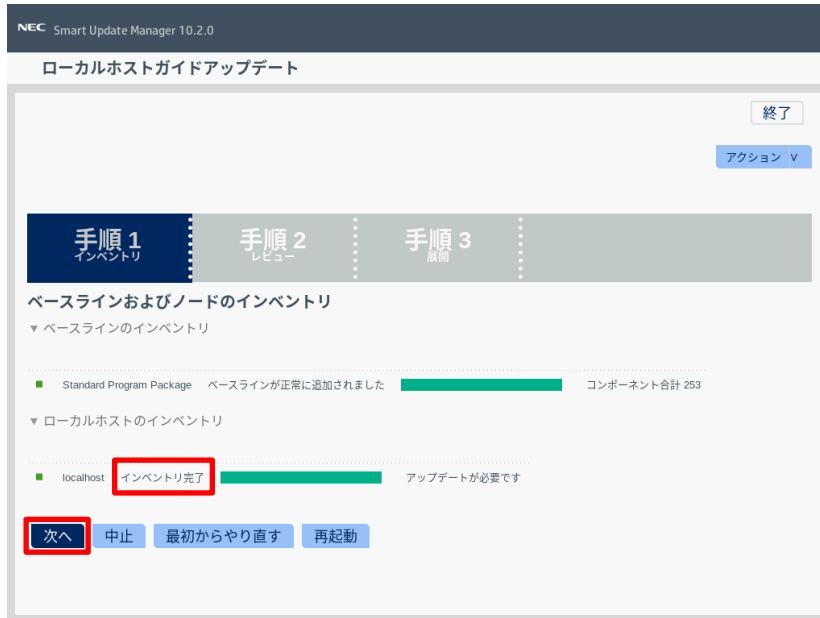 NEC Smart Update Manager 10.2.0
ローカルホストガイドアップデート
終了
アクション ∨
手順 1
インベントリ
手順 2
レビュー
手順 3
展開
ベースラインおよびノードのインベントリ
▼ ベースラインのインベントリ
Standard Program Package ベースラインが正常に追加されました コンポーネント合計 253
▼ ローカルホストのインベントリ
localhost インベントリ完了 アップデートが必要です
次へ 中止 最初からやり直す 再起動